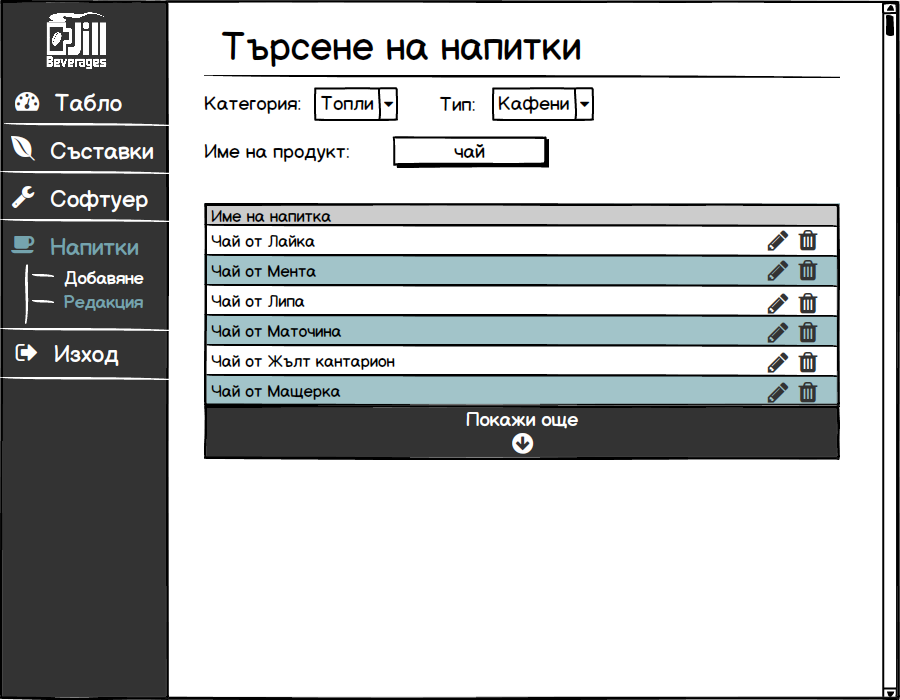 Jill
Beverages
Табло
Съставки
Софтуер
Напитки
Добавяне
Редакция
Изход
Търсене на напитки
Категория: Топли Тип: Кафени
Име на продукт: чай
Име на напитка
Чай от Лайка
Чай от Мента
Чай от Липа
Чай от Маточина
Чай от Жълт кантарион
Чай от Мащерка
Покажи още